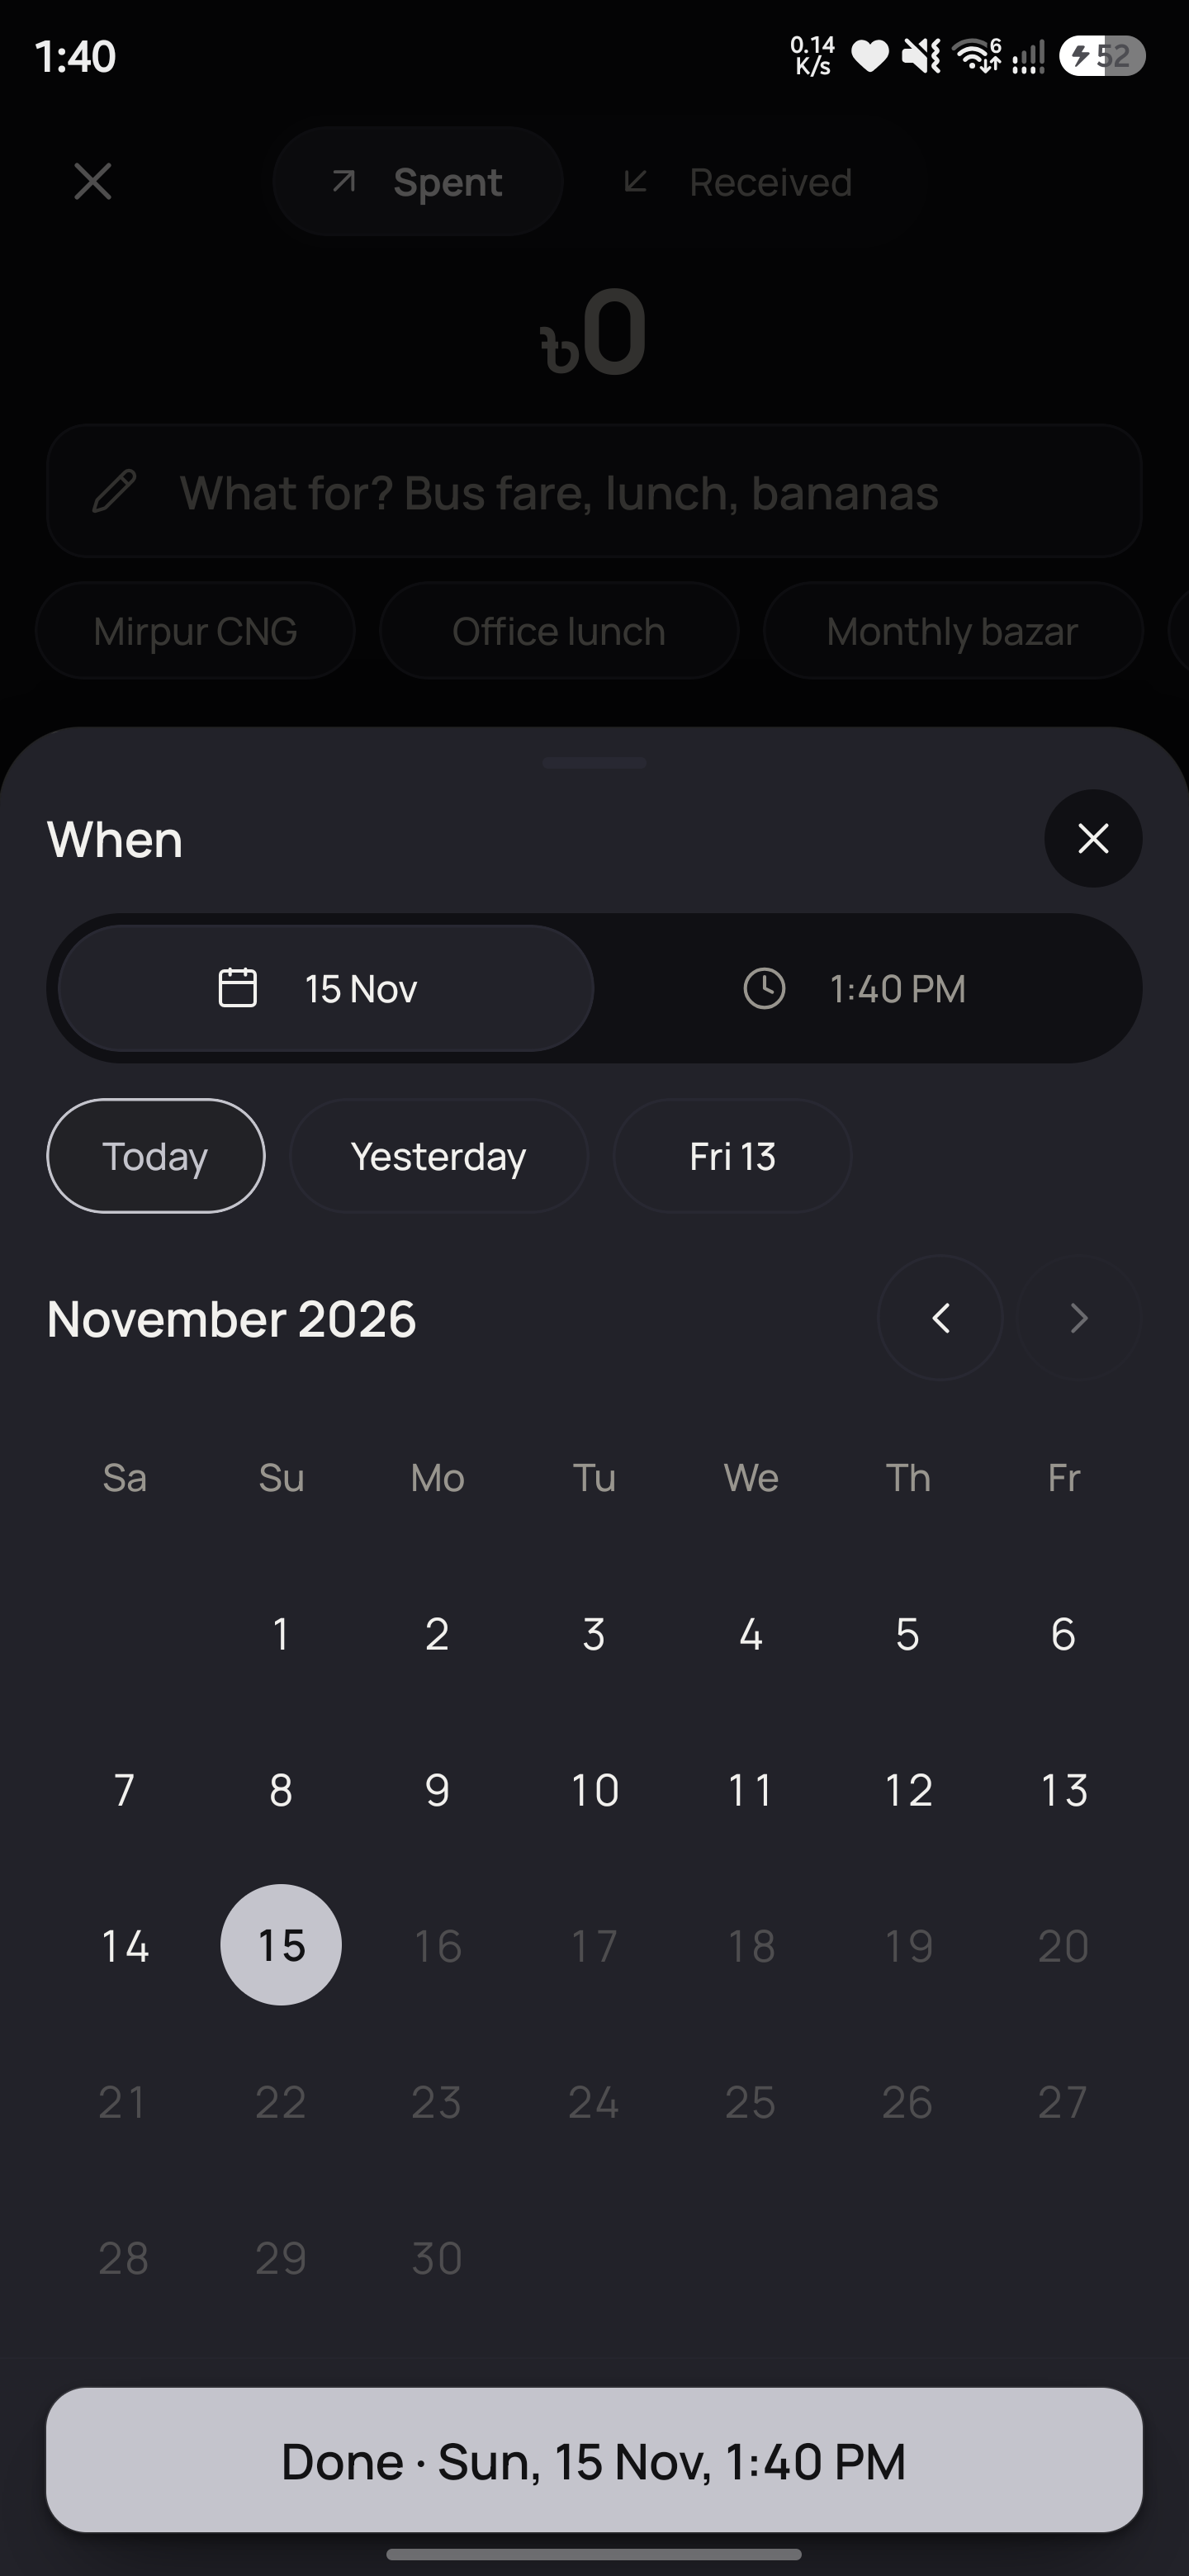 1:40
0.14
K/s
6
52
Spent
Received
৳0
What for? Bus fare, lunch, bananas
Mirpur CNG
Office lunch
Monthly bazar
When
15 Nov
1:40 PM
Today
Yesterday
Fri 13
November 2026
Sa Su Mo Tu We Th Fr
1 2 3 4 5 6
7 8 9 10 11 12 13
14 15 16 17 18 19 20
21 22 23 24 25 26 27
28 29 30
Done · Sun, 15 Nov, 1:40 PM